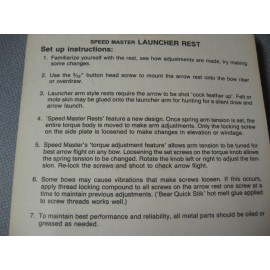 SPEED MASTER LAUNCHER REST
Set up instructions:
1. Familiarize yourself with the rest, see how adjustments are made, try making
some changes.
2. Use the 5/16" button head screw to mount the arrow rest onto the bow riser
or overdraw.
3. Launcher arm style rests require the arrow to be shot 'cock feather up'. Felt or
mole skin may be glued onto the launcher arm for hunting for a silent draw and
arrow launch.
4. 'Speed Master Rests' feature a new design. Once spring arm tension is set, the
entire torque body is moved to make arm adjustments. Only the locking screw
on the side plate is loosened to make changes in elevation or windage.
5. Speed Master's 'torque adjustment feature' allows arm tension to be tuned for
best arrow flight on any bow. Loosening the set screws on the torque knob allows
the spring tension to be changed. Rotate the knob left or right to adjust the ten-
sion. Re-lock the screws and shoot to check arrow flight.
6. Some bows may cause vibrations that make screws loosen. If this occurs,
apply thread locking compound to all screws on the arrow rest one screw at a
time to maintain previous adjustments. ('Bear Quick Stik' hot melt glue applied
to screw threads works well.)
7. To maintain best performance and reliability, all metal parts should be oiled or
greased as needed.